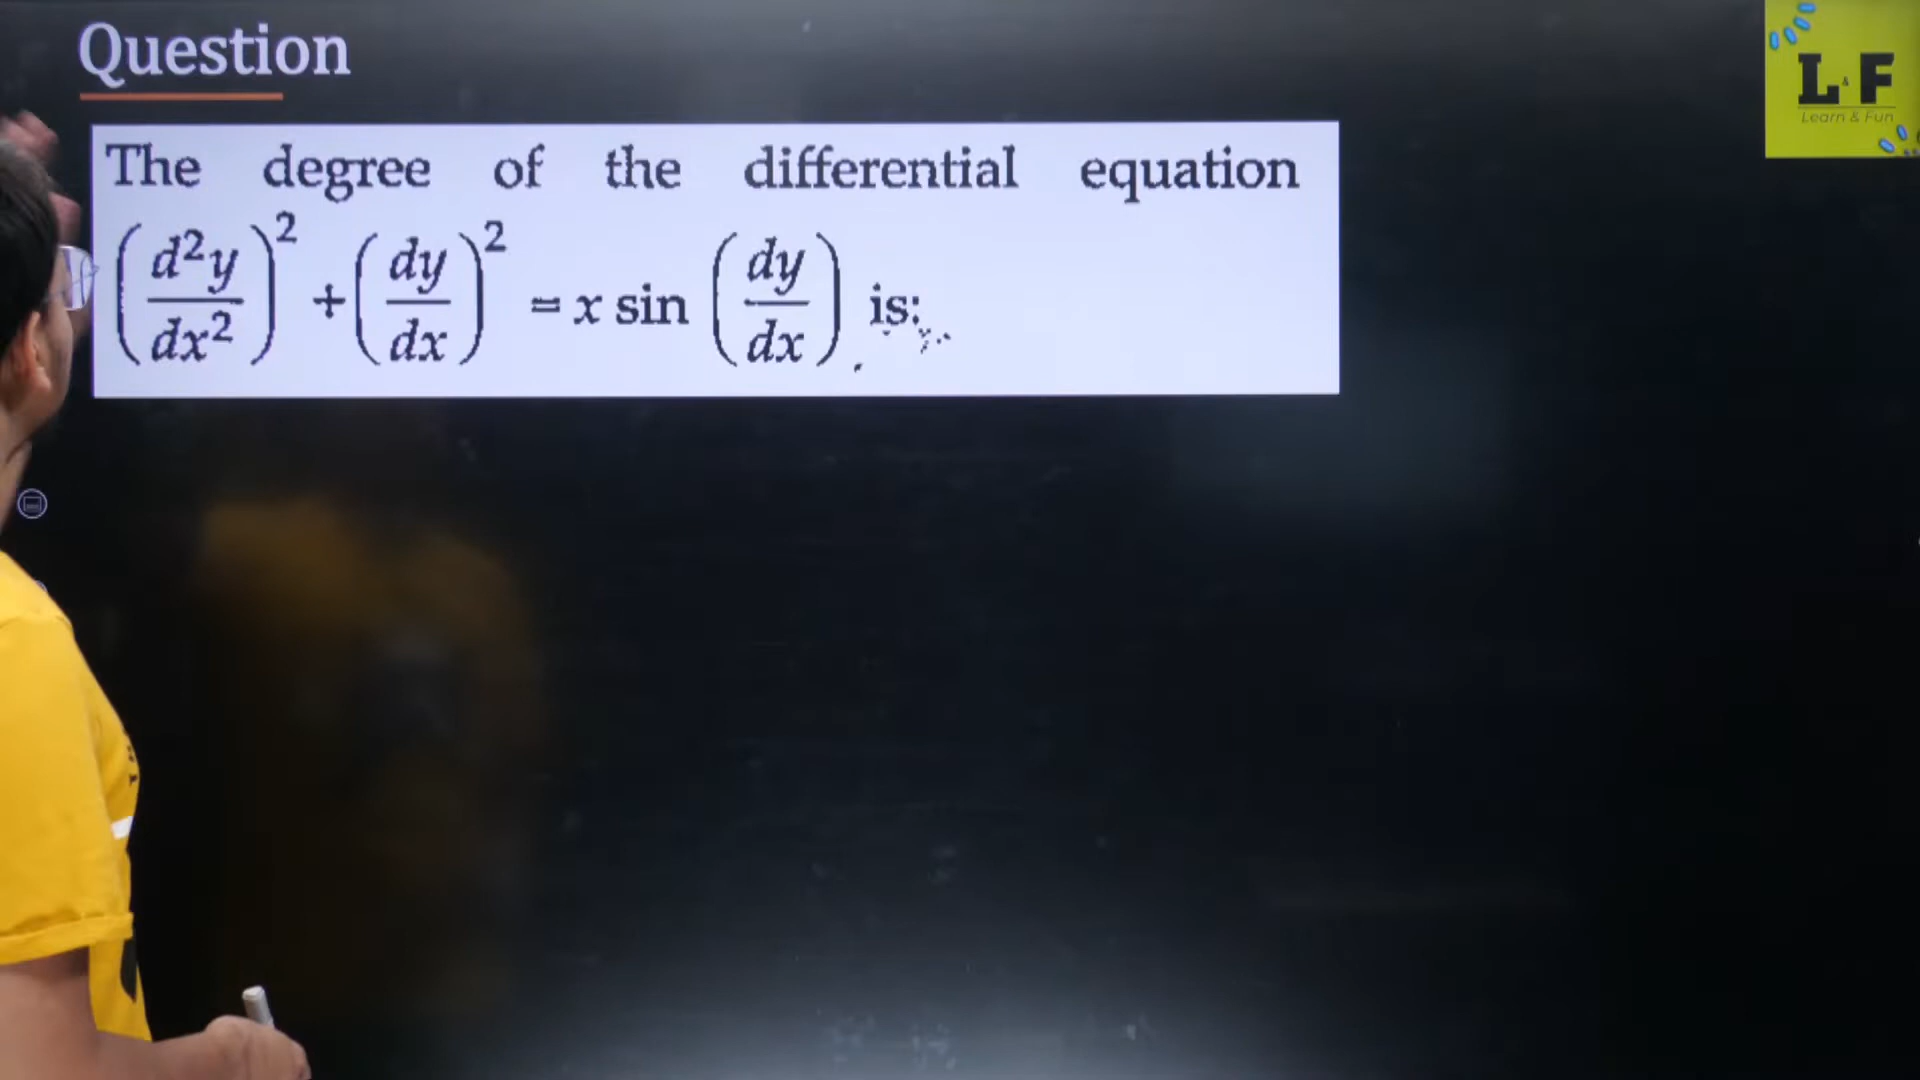 Question
The degree of the differential equation
(d²y/dx²)² + (dy/dx)² = x sin (dy/dx) is:
L & F
Learn & Fun